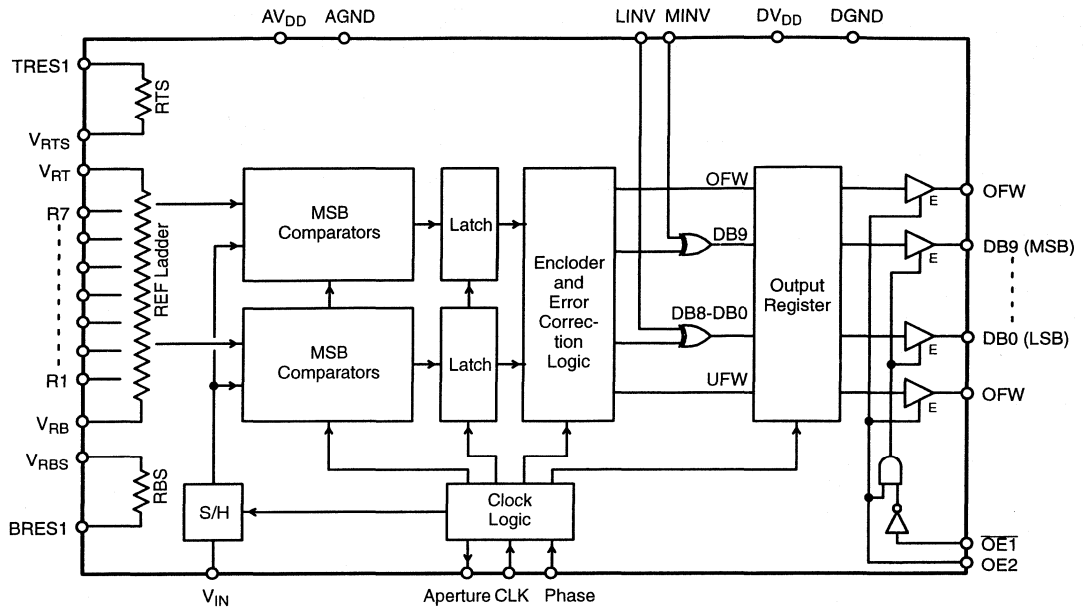 AVDD AGND LINV MINV DVDD DGND
TRES1
RTS
VRTS
VRT
R7
REF Ladder
R1
VRB
VRBS
RBS
BRES1
MSB
Comparators
Latch
MSB
Comparators
Latch
Encloder
and
Error
Correc-
tion
Logic
OFW
DB9
DB8-DB0
UFW
Output
Register
E
OFW
E
DB9 (MSB)
E
DB0 (LSB)
E
OFW
S/H
Clock
Logic
OE1
OE2
VIN
Aperture CLK Phase